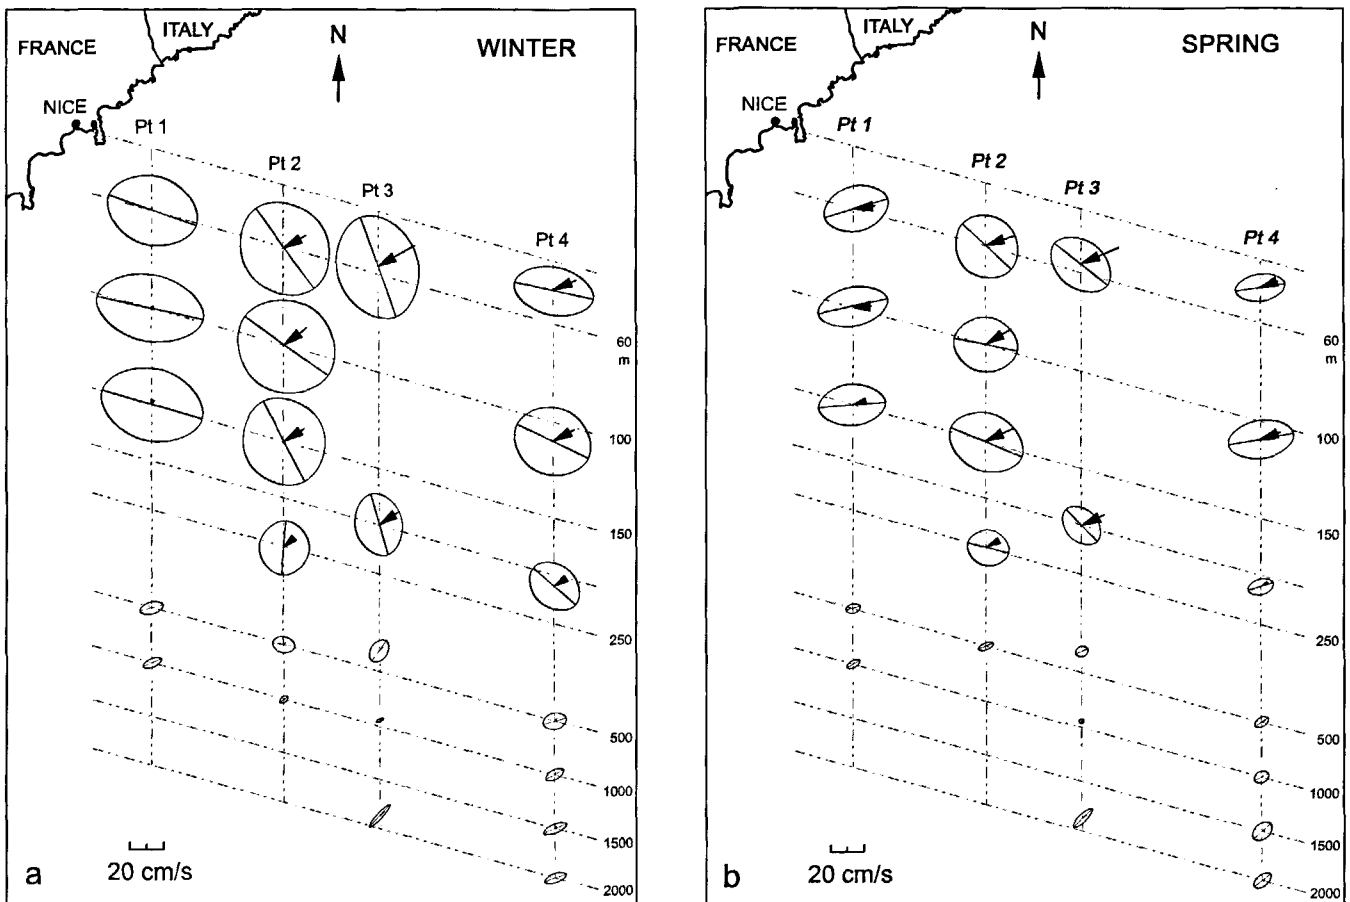 ITALY
FRANCE
N
WINTER
NICE
Pt 1
Pt 2
Pt 3
Pt 4
60
m
100
150
250
500
1000
1500
2000
20 cm/s
a
ITALY
FRANCE
N
SPRING
NICE
Pt 1
Pt 2
Pt 3
Pt 4
60
m
100
150
250
500
1000
1500
2000
20 cm/s
b